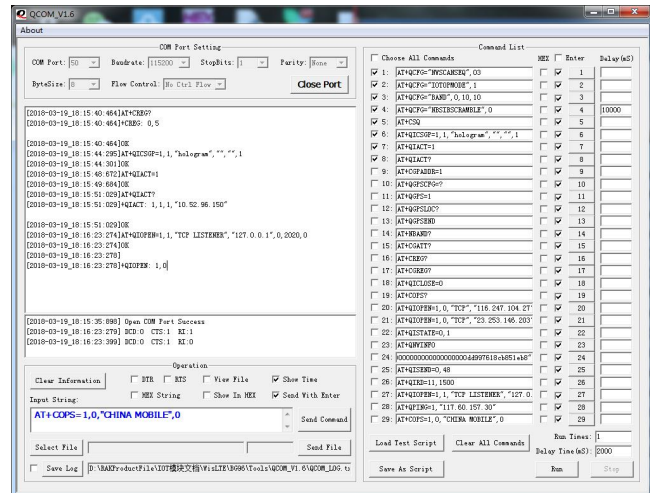 QCOM_V1.6
About
COM Port Setting
COM Port: 50 Baudrate: 115200 StopBits: 1 Parity: None
ByteSize: 8 Flow Control: No Ctrl Flow Close Port
[2018-03-19_18:15:40:464]AT+CREG?
[2018-03-19_18:15:40:464]+CREG: 0,5
[2018-03-19_18:15:40:464]OK
[2018-03-19_18:15:44:295]AT+QICSGP=1,1,"hologram","","",1
[2018-03-19_18:15:44:301]OK
[2018-03-19_18:15:48:672]AT+QIACT=1
[2018-03-19_18:15:49:684]OK
[2018-03-19_18:15:51:029]AT+QIACT?
[2018-03-19_18:15:51:029]+QIACT: 1,1,1,"10.52.96.150"
[2018-03-19_18:15:51:029]OK
[2018-03-19_18:16:23:274]AT+QIOPEN=1,1,"TCP LISTENER","127.0.0.1",0,2020,0
[2018-03-19_18:16:23:274]OK
[2018-03-19_18:16:23:278]
[2018-03-19_18:16:23:278]+QIOPEN: 1,0
[2018-03-19_18:15:35:898] Open COM Port Success
[2018-03-19_18:16:23:279] DCD:0 CTS:1 RI:1
[2018-03-19_18:16:23:399] DCD:0 CTS:1 RI:0
Operation
Clear Information DTR RTS View File Show Time
HEX String Show In HEX Send With Enter
Input String:
AT+COPS=1,0,"CHINA MOBILE",0
Send Command
Select File Send File
Save Log D:\RAKProductFile\IOT模块文档\WisLTE\BG96\Tools\QCOM_V1.6\QCOM_LOG.t
Command List
Choose All Commands HEX Enter Delay(mS)
1: AT+QCFG="NWSCANSEQ",03 1
2: AT+QCFG="IOTOPMODE",1 2
3: AT+QCFG="BAND",0,10,10 3
4: AT+QCFG="NBSIBSCRAMBLE",0 4 10000
5: AT+CSQ 5
6: AT+QICSGP=1,1,"hologram","","",1 6
7: AT+QIACT=1 7
8: AT+QIACT? 8
9: AT+CGPADDR=1 9
10: AT+QGPSCFG=? 10
11: AT+QGPS=1 11
12: AT+QGPSLOC? 12
13: AT+QGPSEND 13
14: AT+NBAND? 14
15: AT+CGATT? 15
16: AT+CREG? 16
17: AT+CGREG? 17
18: AT+QICLOSE=0 18
19: AT+COPS? 19
20: AT+QIOPEN=1,0,"TCP","116.247.104.27" 20
21: AT+QIOPEN=1,0,"TCP","23.253.146.203" 21
22: AT+QISTATE=0,1 22
23: AT+QNVINFO 23
24: 24
25: AT+QISEND=0,48 25
26: AT+QIRD=11,1500 26
27: AT+QIOPEN=1,1,"TCP LISTENER","127.0. 27
28: AT+QPING=1,"117.60.157.30" 28
29: AT+COPS=1,0,"CHINA MOBILE",0 29
Load Test Script Clear All Commands Run Times: 1
Delay Time(mS): 2000
Save As Script Run Stop